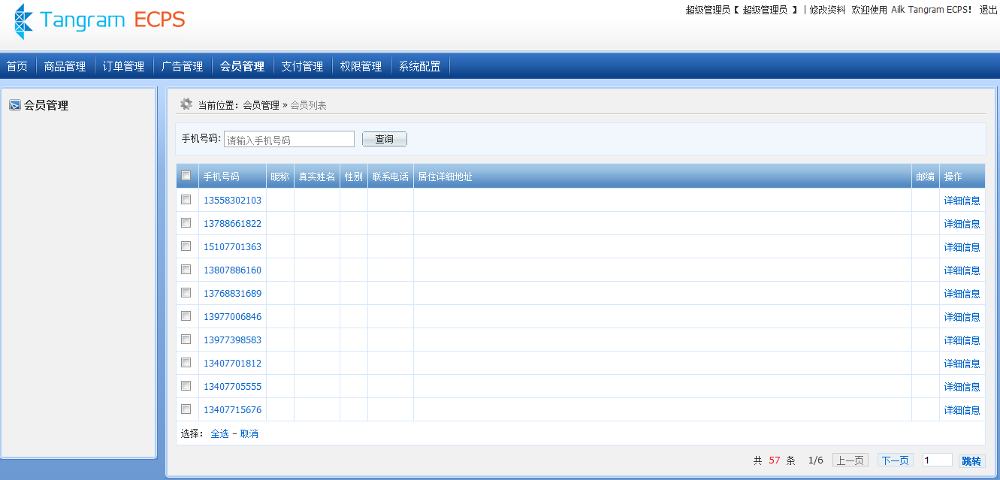 Tangram ECPS
超级管理员【 超级管理员 】 | 修改资料 欢迎使用 Ailk Tangram ECPS! 退出
首页 商品管理 订单管理 广告管理 会员管理 支付管理 权限管理 系统配置
会员管理
当前位置：会员管理 » 会员列表
手机号码: 请输入手机号码 查询
手机号码 昵称 真实姓名 性别 联系电话 居住详细地址 邮编 操作
13558302103 详细信息
13788661822 详细信息
15107701363 详细信息
13807886160 详细信息
13768831689 详细信息
13977006846 详细信息
13977398583 详细信息
13407701812 详细信息
13407705555 详细信息
13407715676 详细信息
选择： 全选 - 取消
共 57 条 1/6 上一页 下一页 1 跳转